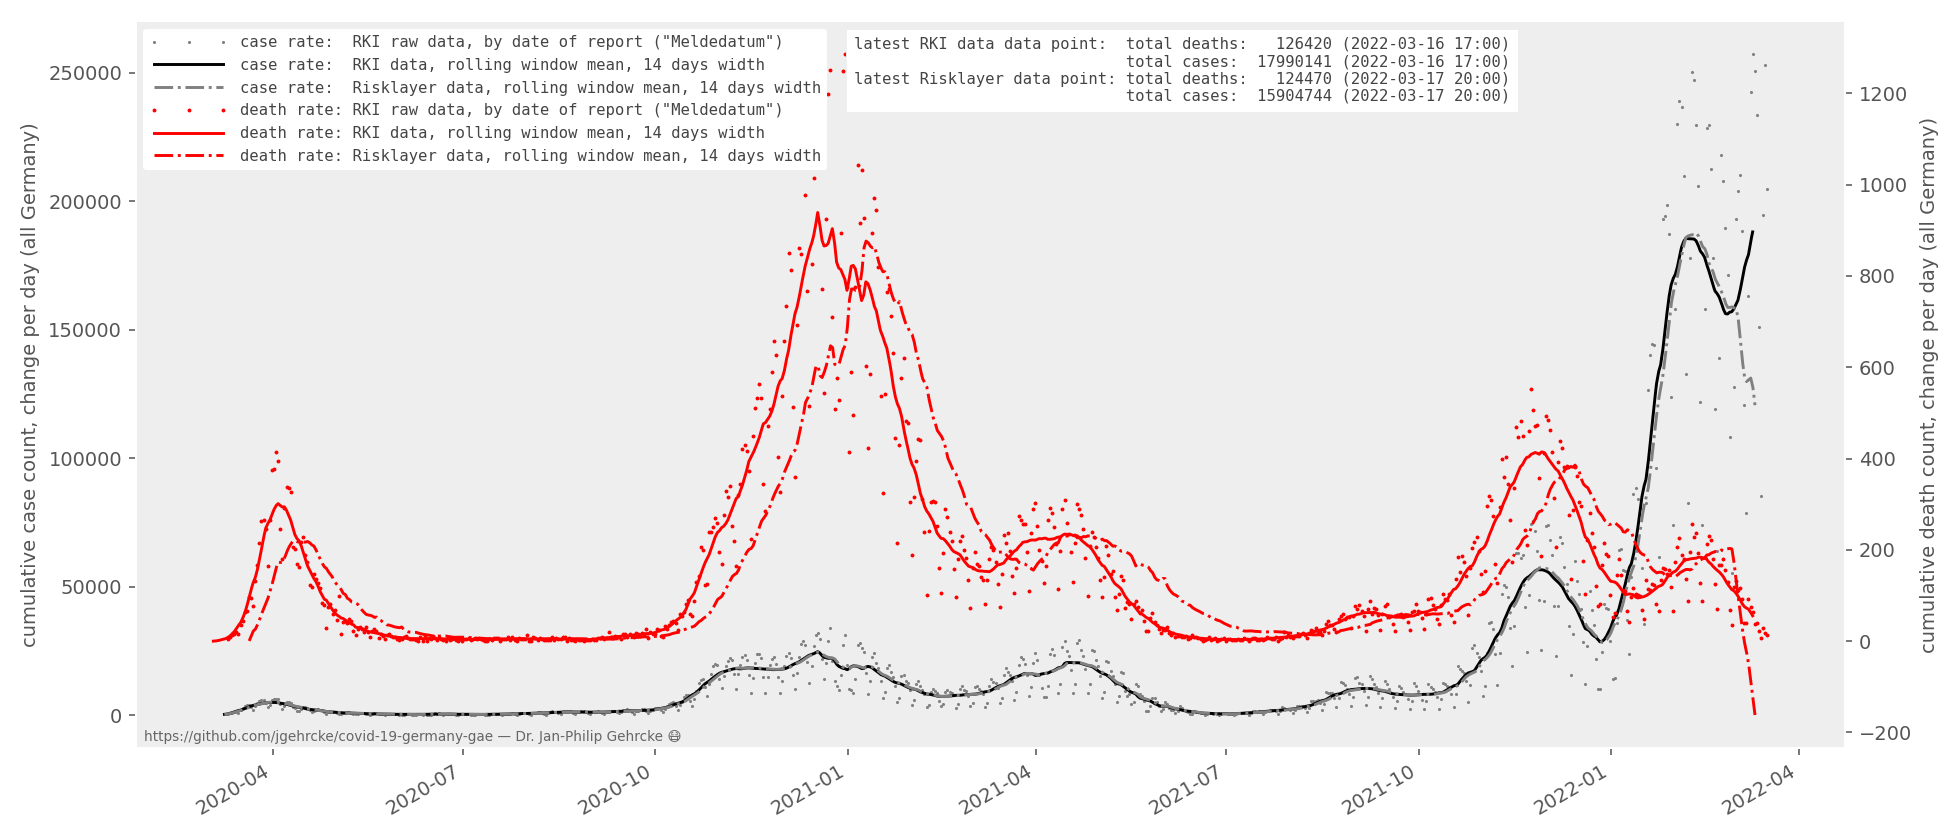 case rate:  RKI raw data, by date of report ("Meldedatum")
case rate:  RKI data, rolling window mean, 14 days width
case rate:  Risklayer data, rolling window mean, 14 days width
death rate: RKI raw data, by date of report ("Meldedatum")
death rate: RKI data, rolling window mean, 14 days width
death rate: Risklayer data, rolling window mean, 14 days width
latest RKI data data point:  total deaths:   126420 (2022-03-16 17:00)
total cases:  17990141 (2022-03-16 17:00)
latest Risklayer data point: total deaths:   124470 (2022-03-17 20:00)
total cases:  15904744 (2022-03-17 20:00)
cumulative case count, change per day (all Germany)
250000
200000
150000
100000
50000
0
1200
1000
800
600
400
200
0
−200
cumulative death count, change per day (all Germany)
https://github.com/jgehrcke/covid-19-germany-gae — Dr. Jan-Philip Gehrcke 😷
2020-04
2020-07
2020-10
2021-01
2021-04
2021-07
2021-10
2022-01
2022-04